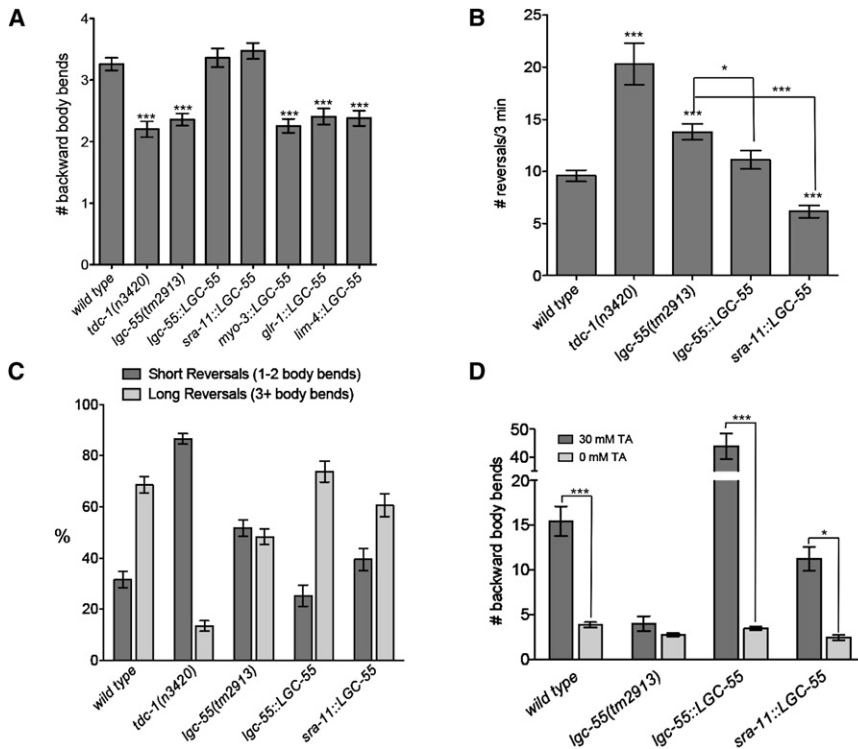 A
# backward body bends
4
3
2
1
0
***
***
***
***
***
wild type
tdc-1(n3420)
lgc-55(tm2913)
lgc-55::LGC-55
sra-11::LGC-55
myo-3::LGC-55
glr-1::LGC-55
lim-4::LGC-55
B
# reversals/3 min
25
20
15
10
5
0
***
***
*
***
***
wild type
tdc-1(n3420)
lgc-55(tm2913)
lgc-55::LGC-55
sra-11::LGC-55
C
Short Reversals (1-2 body bends)
Long Reversals (3+ body bends)
%
100
80
60
40
20
0
wild type
tdc-1(n3420)
lgc-55(tm2913)
lgc-55::LGC-55
sra-11::LGC-55
D
30 mM TA
0 mM TA
# backward body bends
50
40
30
20
15
10
5
0
***
***
*
wild type
lgc-55(tm2913)
lgc-55::LGC-55
sra-11::LGC-55